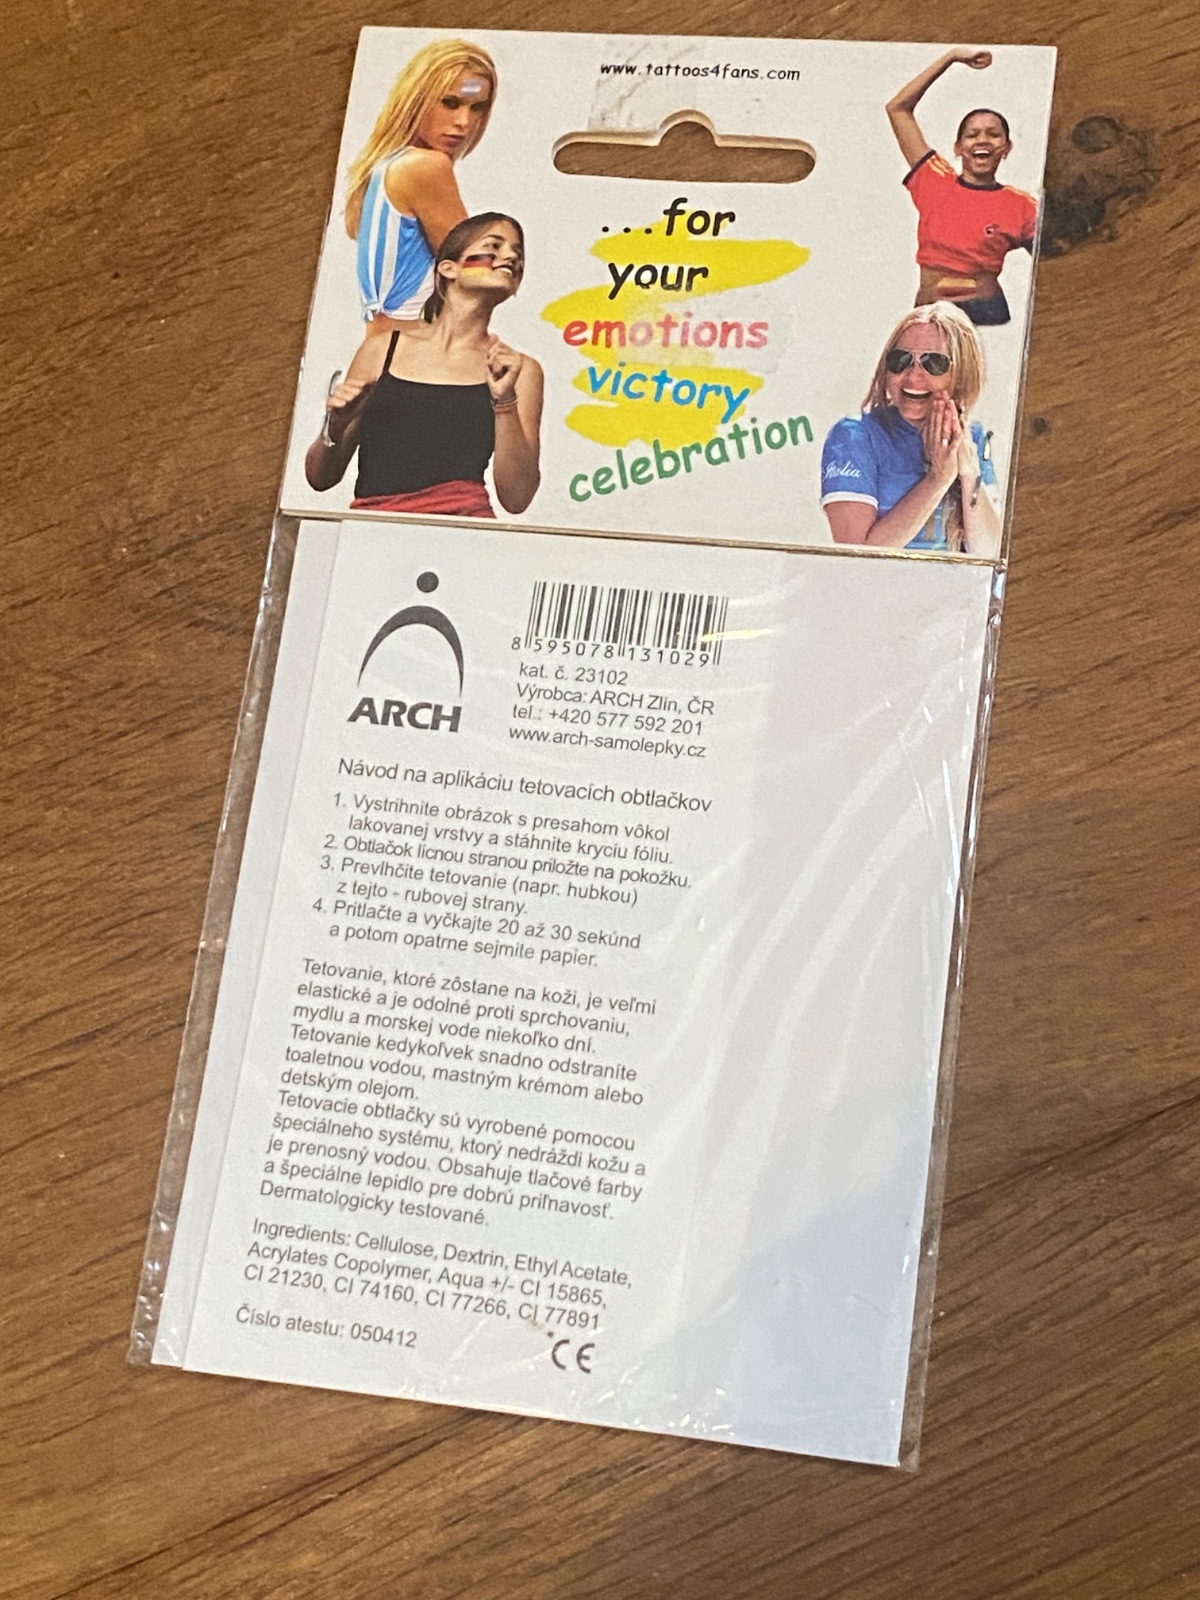 www.tattoos4fans.com
...for
your
emotions
victory
celebration
Italia
ARCH
8 595078 131029
kat. č. 23102
Výrobca: ARCH Zlín, ČR
tel.: +420 577 592 201
www.arch-samolepky.cz
Návod na aplikáciu tetovacích obtlačkov
1. Vystrihnite obrázok s presahom vôkol
lakovanej vrstvy a stáhnite kryciu fóliu.
2. Obtlačok lícnou stranou priložte na pokožku.
3. Prevlhčite tetovanie (napr. hubkou)
z tejto - rubovej strany.
4. Pritlačte a vyčkajte 20 až 30 sekúnd
a potom opatrne sejmite papier.
Tetovanie, ktoré zôstane na koži, je veľmi
elastické a je odolné proti sprchovaniu,
mydlu a morskej vode niekoľko dní.
Tetovanie kedykoľvek snadno odstraníte
toaletnou vodou, mastným krémom alebo
detským olejom.
Tetovacie obtlačky sú vyrobené pomocou
špeciálneho systému, ktorý nedráždi kožu a
je prenosný vodou. Obsahuje tlačové farby
a špeciálne lepidlo pre dobrú priľnavosť.
Dermatologicky testované.
Ingredients: Cellulose, Dextrin, Ethyl Acetate,
Acrylates Copolymer, Aqua +/- CI 15865,
CI 21230, CI 74160, CI 77266, CI 77891
Číslo atestu: 050412
CE